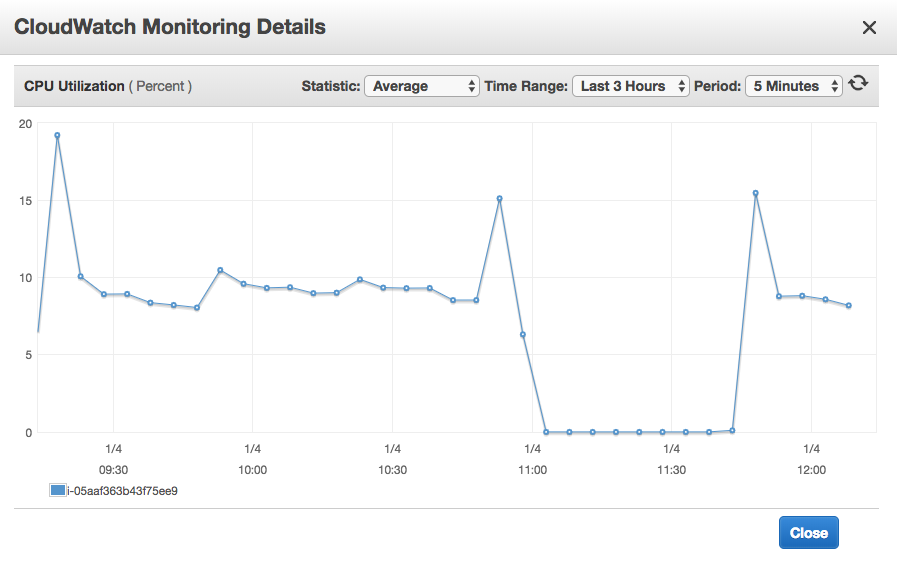 CloudWatch Monitoring Details
CPU Utilization ( Percent ) Statistic: Average Time Range: Last 3 Hours Period: 5 Minutes
20
15
10
5
0
1/4 1/4 1/4 1/4 1/4 1/4
09:30 10:00 10:30 11:00 11:30 12:00
i-05aaf363b43f75ee9
Close